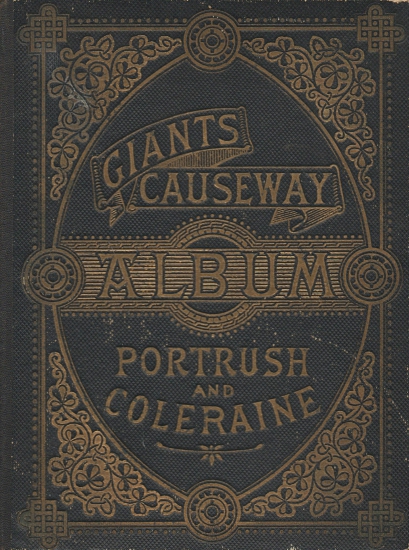 GIANTS
CAUSEWAY
ALBUM
PORTRUSH
AND
COLERAINE